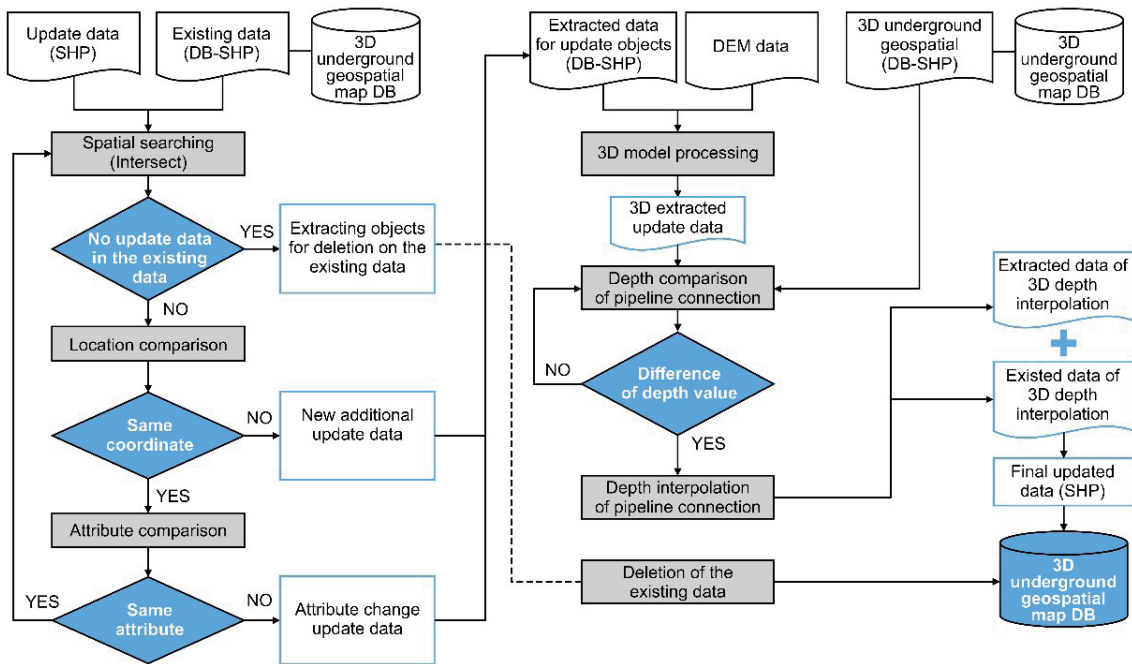 Update data
(SHP)
Existing data
(DB-SHP)
3D
underground
geospatial
map DB
Spatial searching
(Intersect)
No update data
in the existing
data
YES
Extracting objects
for deletion on the
existing data
NO
Location comparison
Same
coordinate
NO
New additional
update data
YES
Attribute comparison
Same
attribute
YES
NO
Attribute change
update data
Extracted data
for update objects
(DB-SHP)
DEM data
3D underground
geospatial
(DB-SHP)
3D
underground
geospatial
map DB
3D model processing
3D extracted
update data
Depth comparison
of pipeline connection
Difference
of depth value
NO
YES
Depth interpolation
of pipeline connection
Deletion of the
existing data
Extracted data of
3D depth
interpolation
Existed data of
3D depth
interpolation
Final updated
data (SHP)
3D
underground
geospatial
map DB